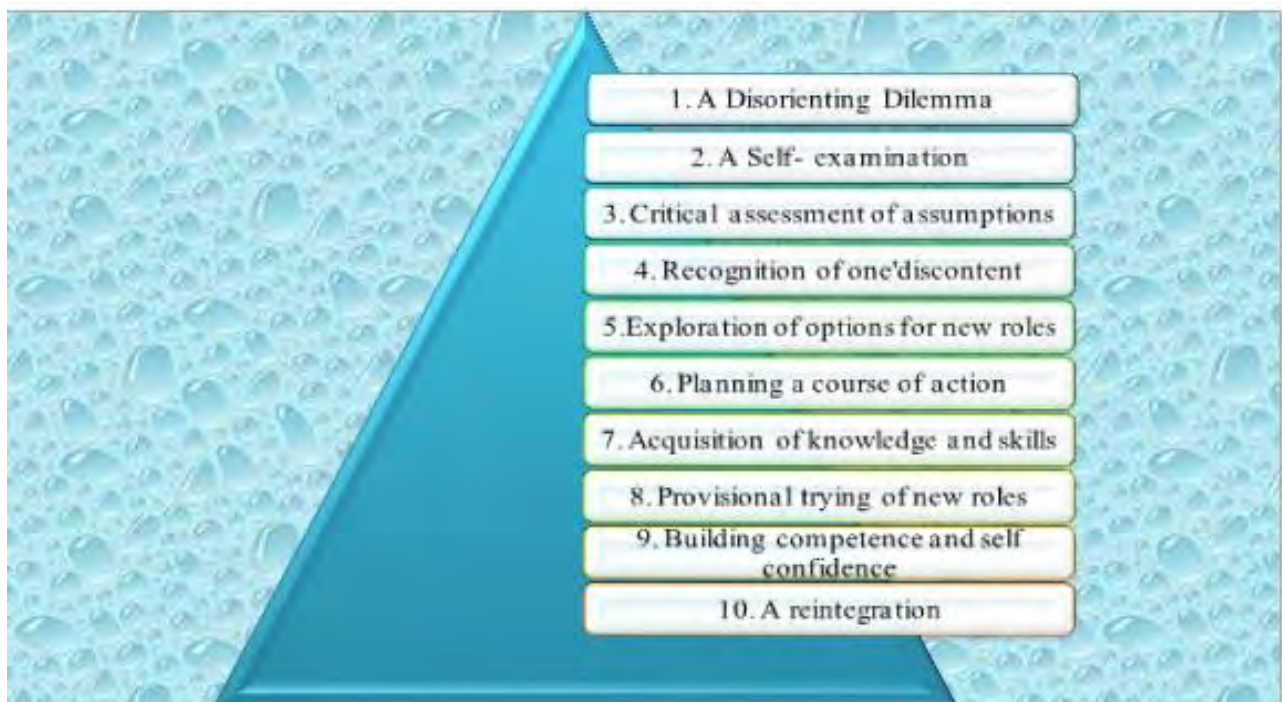 1. A Disorienting Dilemma
2. A Self- examination
3. Critical assessment of assumptions
4. Recognition of one'discontent
5.Exploration of options for new roles
6. Planning a course of action
7. Acquisition of knowledge and skills
8. Provisional trying of new roles
9. Building competence and self
confidence
10. A reintegration